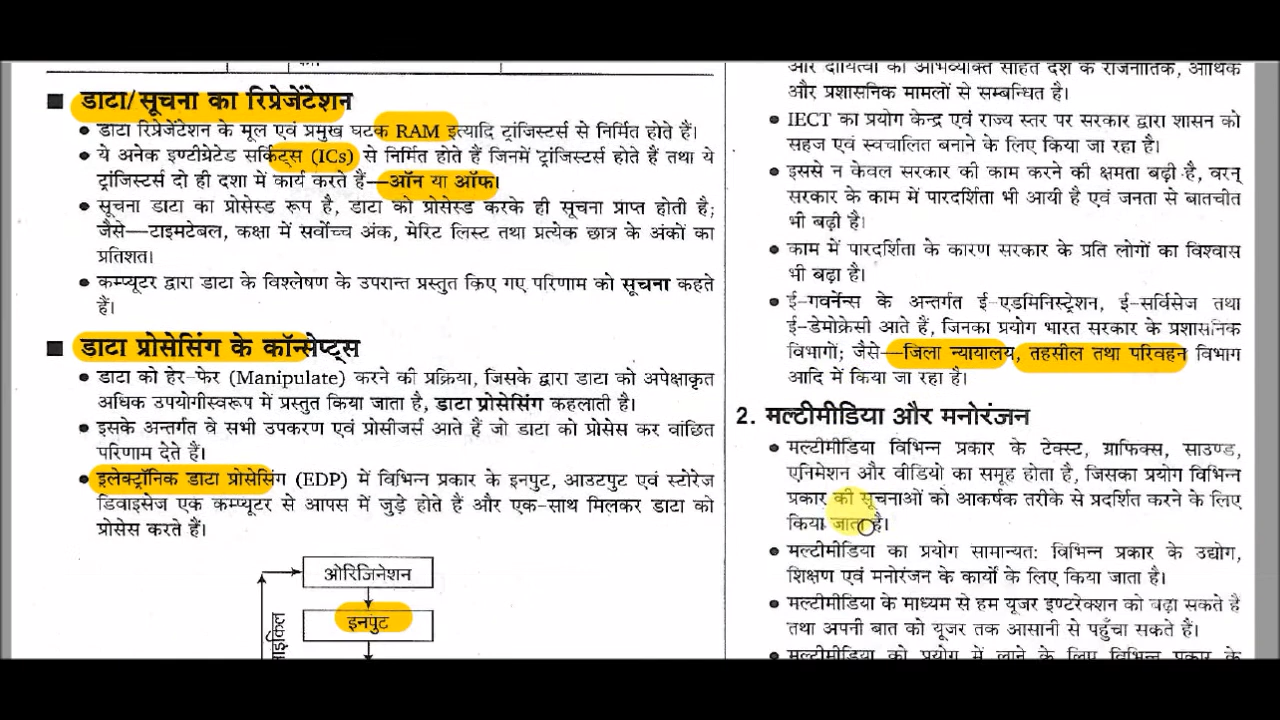 ■ डाटा/सूचना का रिप्रेजेंटेशन
● डाटा रिप्रेजेंटेशन के मूल एवं प्रमुख घटक RAM इत्यादि ट्रांजिस्टर्स से निर्मित होते हैं।
● ये अनेक इण्टीग्रेटेड सर्किट्स (ICs) से निर्मित होते हैं जिनमें ट्रांजिस्टर्स होते हैं तथा ये
ट्रांजिस्टर्स दो ही दशा में कार्य करते हैं—ऑन या ऑफ।
● सूचना डाटा का प्रोसेस्ड रूप है, डाटा को प्रोसेस्ड करके ही सूचना प्राप्त होती है;
जैसे—टाइमटेबल, कक्षा में सर्वोच्च अंक, मेरिट लिस्ट तथा प्रत्येक छात्र के अंकों का
प्रतिशत।
● कम्प्यूटर द्वारा डाटा के विश्लेषण के उपरान्त प्रस्तुत किए गए परिणाम को सूचना कहते
हैं।
■ डाटा प्रोसेसिंग के कॉन्सेप्ट्स
● डाटा को हेर-फेर (Manipulate) करने की प्रक्रिया, जिसके द्वारा डाटा को अपेक्षाकृत
अधिक उपयोगीस्वरूप में प्रस्तुत किया जाता है, डाटा प्रोसेसिंग कहलाती है।
● इसके अन्तर्गत वे सभी उपकरण एवं प्रोसीजर्स आते हैं जो डाटा को प्रोसेस कर वांछित
परिणाम देते हैं।
● इलेक्ट्रॉनिक डाटा प्रोसेसिंग (EDP) में विभिन्न प्रकार के इनपुट, आउटपुट एवं स्टोरेज
डिवाइसेज एक कम्प्यूटर से आपस में जुड़े होते हैं और एक-साथ मिलकर डाटा को
प्रोसेस करते हैं।
ओरिजिनेशन
इनपुट
और दायित्वों की अभिव्यक्ति सहित देश के राजनीतिक, आर्थिक
और प्रशासनिक मामलों से सम्बन्धित है।
● IECT का प्रयोग केन्द्र एवं राज्य स्तर पर सरकार द्वारा शासन को
सहज एवं स्वचालित बनाने के लिए किया जा रहा है।
● इससे न केवल सरकार की काम करने की क्षमता बढ़ी है, वरन्
सरकार के काम में पारदर्शिता भी आयी है एवं जनता से बातचीत
भी बढ़ी है।
● काम में पारदर्शिता के कारण सरकार के प्रति लोगों का विश्वास
भी बढ़ा है।
● ई-गवर्नेन्स के अन्तर्गत ई-एडमिनिस्ट्रेशन, ई-सर्विसेज तथा
ई-डेमोक्रेसी आते हैं, जिनका प्रयोग भारत सरकार के प्रशासनिक
विभागों; जैसे—जिला न्यायालय, तहसील तथा परिवहन विभाग
आदि में किया जा रहा है।
2. मल्टीमीडिया और मनोरंजन
● मल्टीमीडिया विभिन्न प्रकार के टेक्स्ट, ग्राफिक्स, साउण्ड,
एनिमेशन और वीडियो का समूह होता है, जिसका प्रयोग विभिन्न
प्रकार की सूचनाओं को आकर्षक तरीके से प्रदर्शित करने के लिए
किया जाता है।
● मल्टीमीडिया का प्रयोग सामान्यत: विभिन्न प्रकार के उद्योग,
शिक्षण एवं मनोरंजन के कार्यों के लिए किया जाता है।
● मल्टीमीडिया के माध्यम से हम यूजर इण्टरेक्शन को बढ़ा सकते हैं
तथा अपनी बात को यूजर तक आसानी से पहुँचा सकते हैं।
● मल्टीमीडिया को प्रयोग में लाने के लिए विभिन्न प्रकार के